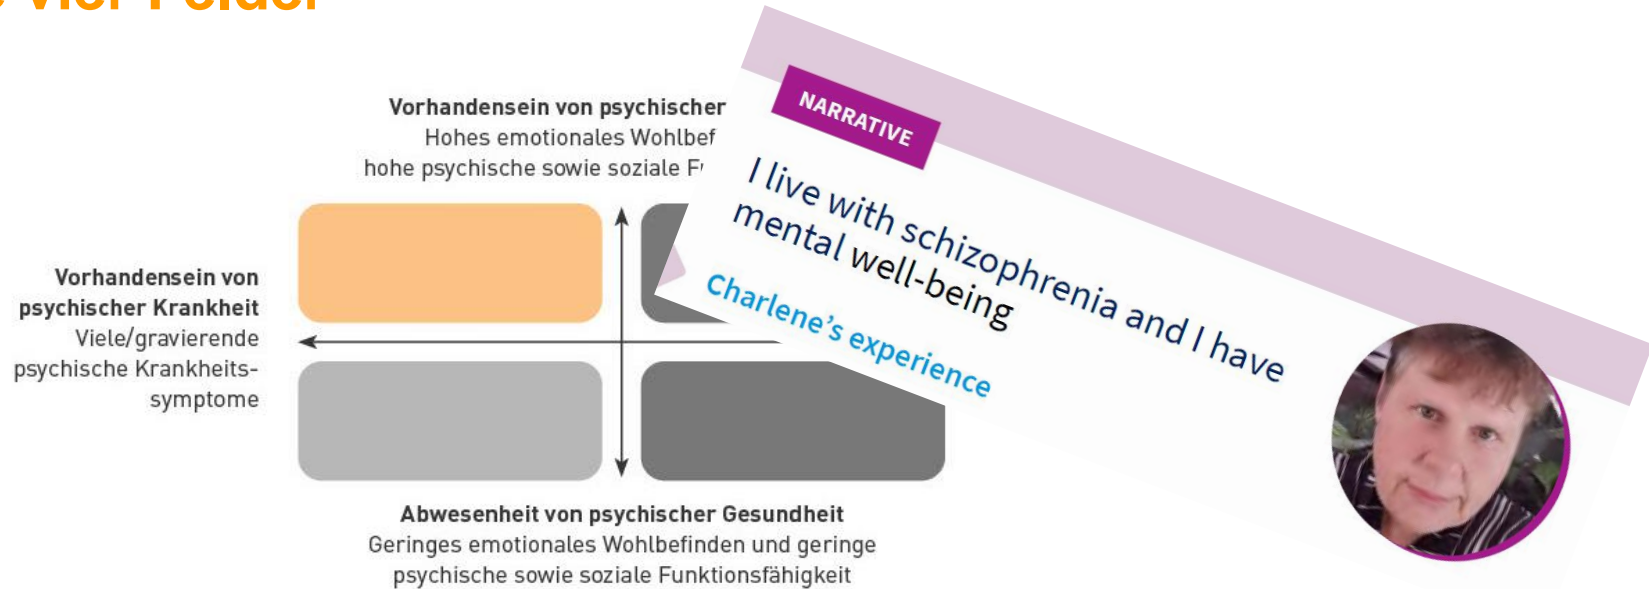 vier Felder
Vorhandensein von psychischer
Hohes emotionales
hohe psychische sowie soziale
Vorhandensein von
psychischer Krankheit
Viele/gravierende
psychische Krankheits-
symptome
Abwesenheit von psychischer Gesundheit
Geringes emotionales Wohlbefinden und geringe
psychische sowie soziale Funktionsfähigkeit
NARRATIVE
I live with schizophrenia and I have
mental well-being
Charlene's experience